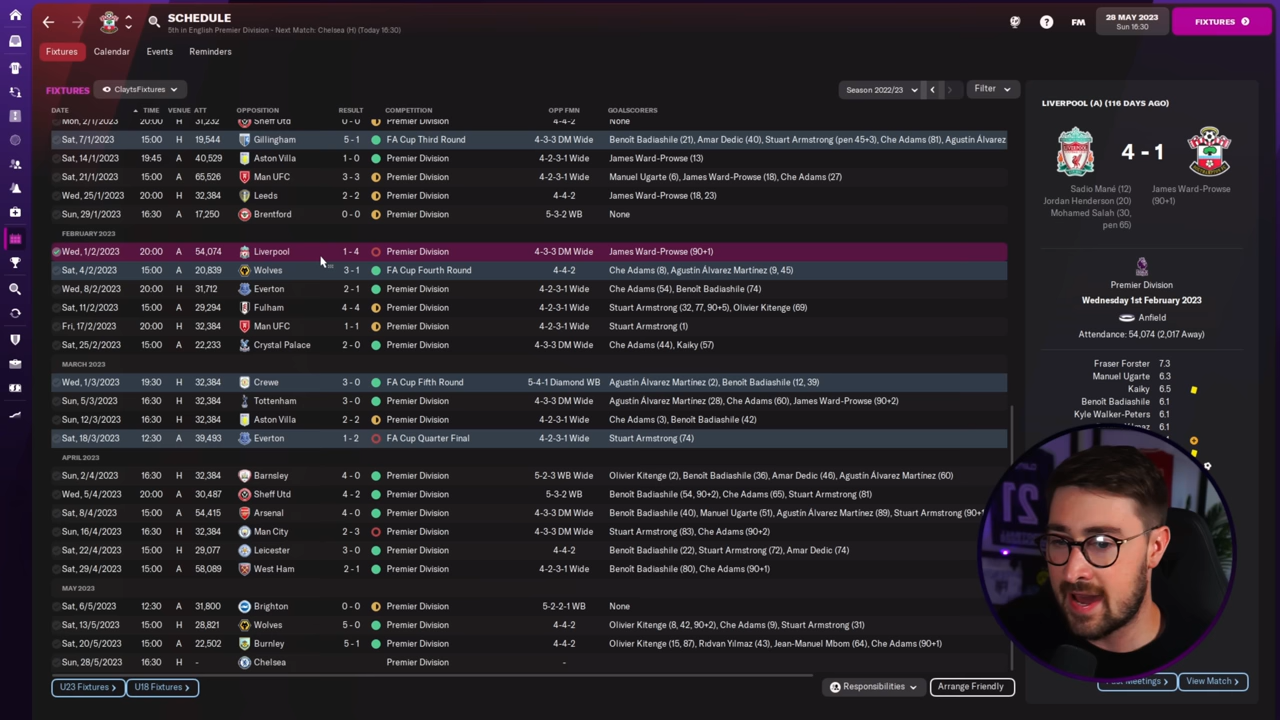 SCHEDULE
5th in English Premier Division - Next Match: Chelsea (H) (Today 16:30)
FM
28 MAY 2023
Sun 16:30
FIXTURES
Fixtures Calendar Events Reminders
FIXTURES ClaytsFixtures Season 2022/23 Filter
DATE TIME VENUE ATT OPPOSITION RESULT COMPETITION OPP FMN GOALSCORERS
Mon, 2/1/2023 20:00 H 31,232 Sheff Utd 0 - 0 Premier Division 4-4-2 None
Sat, 7/1/2023 H 19,544 Gillingham 5 - 1 FA Cup Third Round 4-3-3 DM Wide Benoît Badiashile (21), Amar Dedic (40), Stuart Armstrong (pen 45+3), Che Adams (81), Agustín Álvarez
Sat, 14/1/2023 19:45 A 40,529 Aston Villa 1 - 0 Premier Division 4-2-3-1 Wide James Ward-Prowse (13)
Sat, 21/1/2023 15:00 A 65,526 Man UFC 3 - 3 Premier Division 4-2-3-1 Wide Manuel Ugarte (6), James Ward-Prowse (18), Che Adams (27)
Wed, 25/1/2023 20:00 H 32,384 Leeds 2 - 2 Premier Division 4-4-2 James Ward-Prowse (18, 23)
Sun, 29/1/2023 16:30 A 17,250 Brentford 0 - 0 Premier Division 5-3-2 WB None
FEBRUARY 2023
Wed, 1/2/2023 20:00 A 54,074 Liverpool 1 - 4 Premier Division 4-3-3 DM Wide James Ward-Prowse (90+1)
Sat, 4/2/2023 15:00 A 20,839 Wolves 3 - 1 FA Cup Fourth Round 4-4-2 Che Adams (8), Agustín Álvarez Martínez (9, 45)
Wed, 8/2/2023 20:00 H 31,712 Everton 2 - 1 Premier Division 4-2-3-1 Wide Che Adams (54), Benoît Badiashile (74)
Sat, 11/2/2023 15:00 H 29,294 Fulham 4 - 4 Premier Division 4-2-3-1 Wide Stuart Armstrong (32, 77, 90+5), Olivier Kitenge (69)
Fri, 17/2/2023 20:00 H 32,384 Man UFC 1 - 1 Premier Division 4-2-3-1 Wide Stuart Armstrong (1)
Sat, 25/2/2023 15:00 A 22,233 Crystal Palace 2 - 0 Premier Division 4-3-3 DM Wide Che Adams (44), Kaiky (57)
MARCH 2023
Wed, 1/3/2023 19:30 H 32,384 Crewe 3 - 0 FA Cup Fifth Round 5-4-1 Diamond WB Agustín Álvarez Martínez (2), Benoît Badiashile (12, 39)
Sun, 5/3/2023 16:30 H 32,384 Tottenham 3 - 0 Premier Division 4-3-3 DM Wide Agustín Álvarez Martínez (28), Che Adams (60), James Ward-Prowse (90+2)
Sun, 12/3/2023 16:30 H 32,384 Aston Villa 2 - 2 Premier Division 4-2-3-1 Wide Che Adams (3), Benoît Badiashile (42)
Sat, 18/3/2023 12:30 A 39,493 Everton 1 - 2 FA Cup Quarter Final 4-2-3-1 Wide Stuart Armstrong (74)
APRIL 2023
Sun, 2/4/2023 16:30 H 32,384 Barnsley 4 - 0 Premier Division 5-2-3 WB Wide Olivier Kitenge (2), Benoît Badiashile (36), Amar Dedic (46), Agustín Álvarez Martínez (60)
Wed, 5/4/2023 20:00 A 30,487 Sheff Utd 4 - 2 Premier Division 5-3-2 WB Benoît Badiashile (54, 90+2), Che Adams (65), Stuart Armstrong (81)
Sat, 8/4/2023 15:00 A 54,415 Arsenal 4 - 0 Premier Division 4-3-3 DM Wide Benoît Badiashile (40), Manuel Ugarte (51), Agustín Álvarez Martínez (89), Stuart Armstrong (90+
Sun, 16/4/2023 16:30 H 32,384 Man City 2 - 3 Premier Division 4-3-3 DM Wide Stuart Armstrong (83), Che Adams (90+2)
Sat, 22/4/2023 15:00 H 29,077 Leicester 3 - 0 Premier Division 4-4-2 Benoît Badiashile (22), Stuart Armstrong (72), Amar Dedic (74)
Sat, 29/4/2023 15:00 A 58,089 West Ham 2 - 1 Premier Division 4-2-3-1 Wide Benoît Badiashile (80), Che Adams (90+1)
MAY 2023
Sat, 6/5/2023 12:30 A 31,800 Brighton 0 - 0 Premier Division 5-2-2-1 WB None
Sat, 13/5/2023 15:00 H 28,821 Wolves 5 - 0 Premier Division 4-4-2 Olivier Kitenge (8, 42, 90+2), Che Adams (9), Stuart Armstrong (31)
Sat, 20/5/2023 15:00 A 22,502 Burnley 5 - 1 Premier Division 4-4-2 Olivier Kitenge (15, 87), Rıdvan Yılmaz (43), Jean-Manuel Mbom (64), Che Adams (90+1)
Sun, 28/5/2023 16:30 H - Chelsea Premier Division -
U23 Fixtures U18 Fixtures Responsibilities Arrange Friendly
LIVERPOOL (A) (116 DAYS AGO)
4 - 1
Sadio Mané (12)
Jordan Henderson (20)
Mohamed Salah (30,
pen 65)
James Ward-Prowse
(90+1)
Premier Division
Wednesday 1st February 2023
Anfield
Attendance: 54,074 (2,017 Away)
Fraser Forster 7.3
Manuel Ugarte 6.3
Kaiky 6.5
Benoît Badiashile 6.1
Kyle Walker-Peters 6.1
6.1
Meetings View Match
21